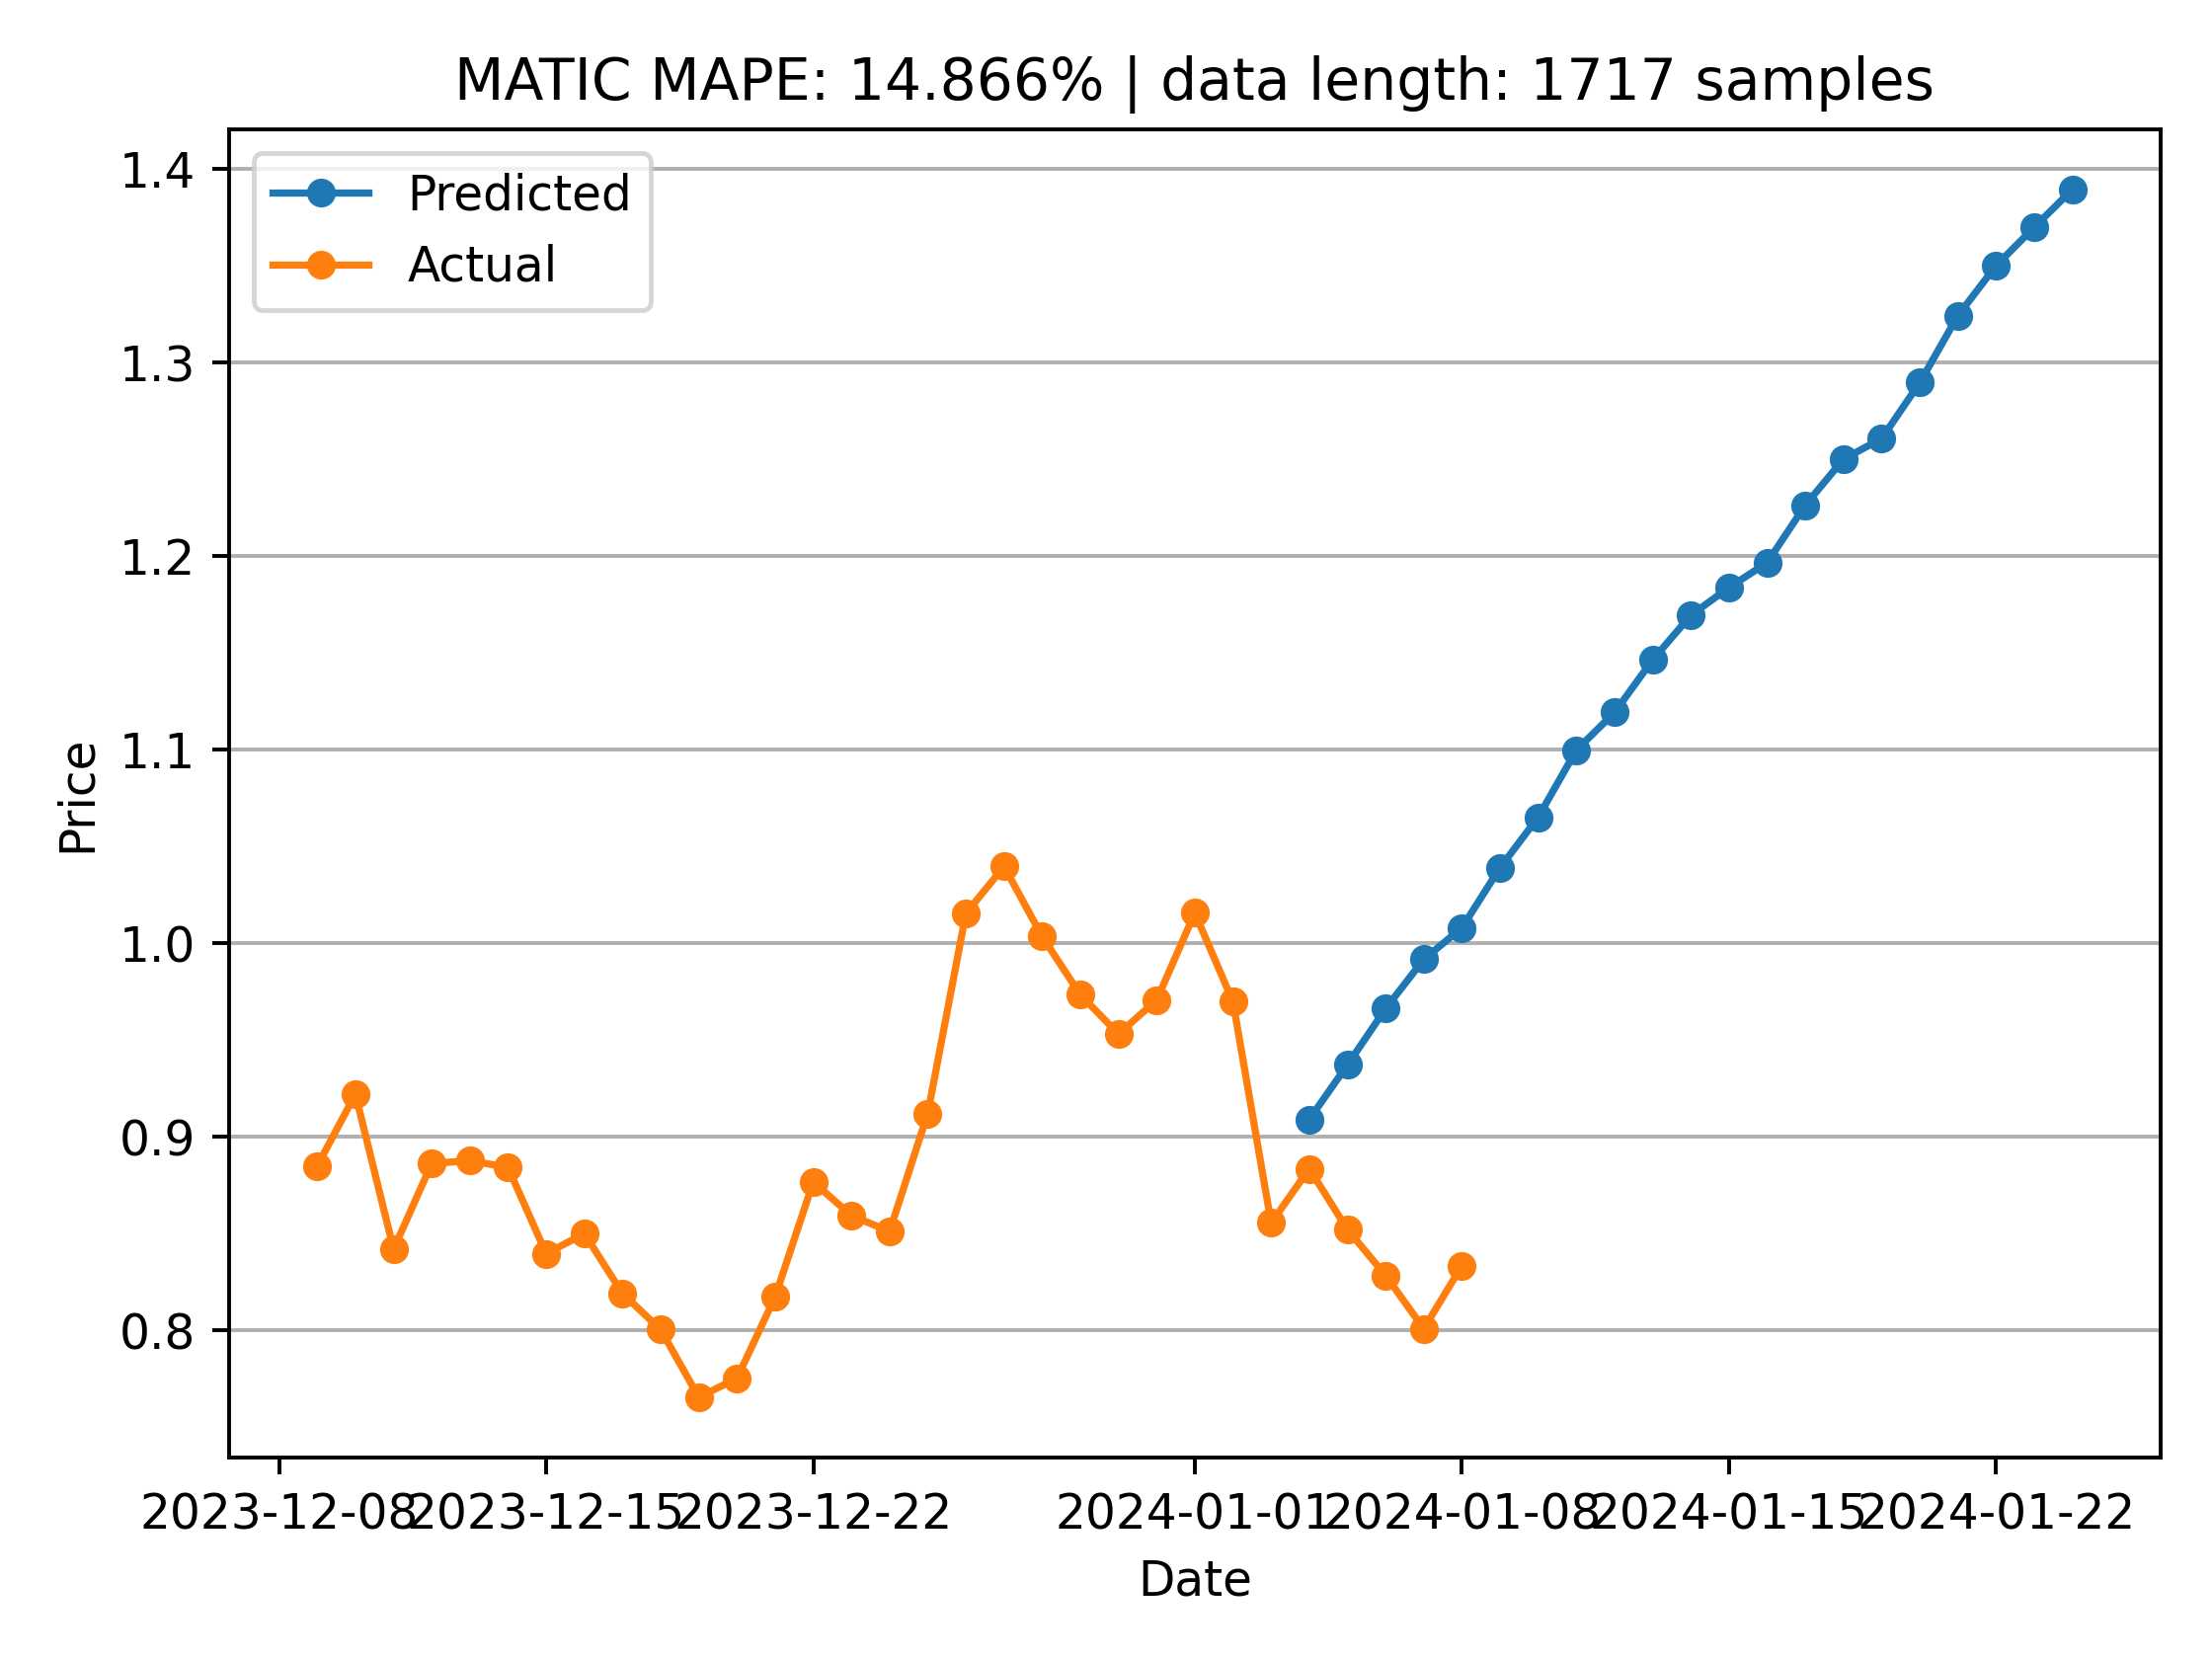 MATIC MAPE: 14.866% | data length: 1717 samples
Predicted
Actual
1.4
1.3
1.2
1.1
1.0
0.9
0.8
Price
2023-12-08 2023-12-15 2023-12-22 2024-01-01 2024-01-08 2024-01-15 2024-01-22
Date